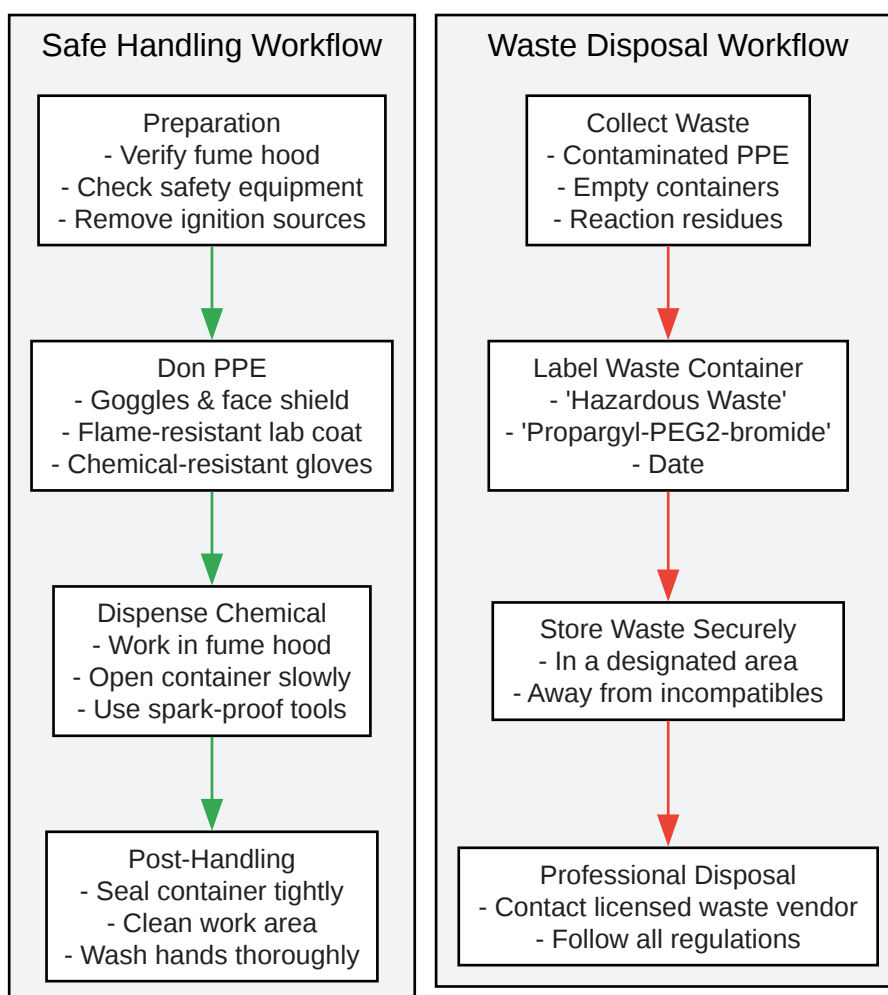 Safe Handling Workflow
Preparation
- Verify fume hood
- Check safety equipment
- Remove ignition sources
Don PPE
- Goggles & face shield
- Flame-resistant lab coat
- Chemical-resistant gloves
Dispense Chemical
- Work in fume hood
- Open container slowly
- Use spark-proof tools
Post-Handling
- Seal container tightly
- Clean work area
- Wash hands thoroughly
Waste Disposal Workflow
Collect Waste
- Contaminated PPE
- Empty containers
- Reaction residues
Label Waste Container
- 'Hazardous Waste'
- 'Propargyl-PEG2-bromide'
- Date
Store Waste Securely
- In a designated area
- Away from incompatibles
Professional Disposal
- Contact licensed waste vendor
- Follow all regulations